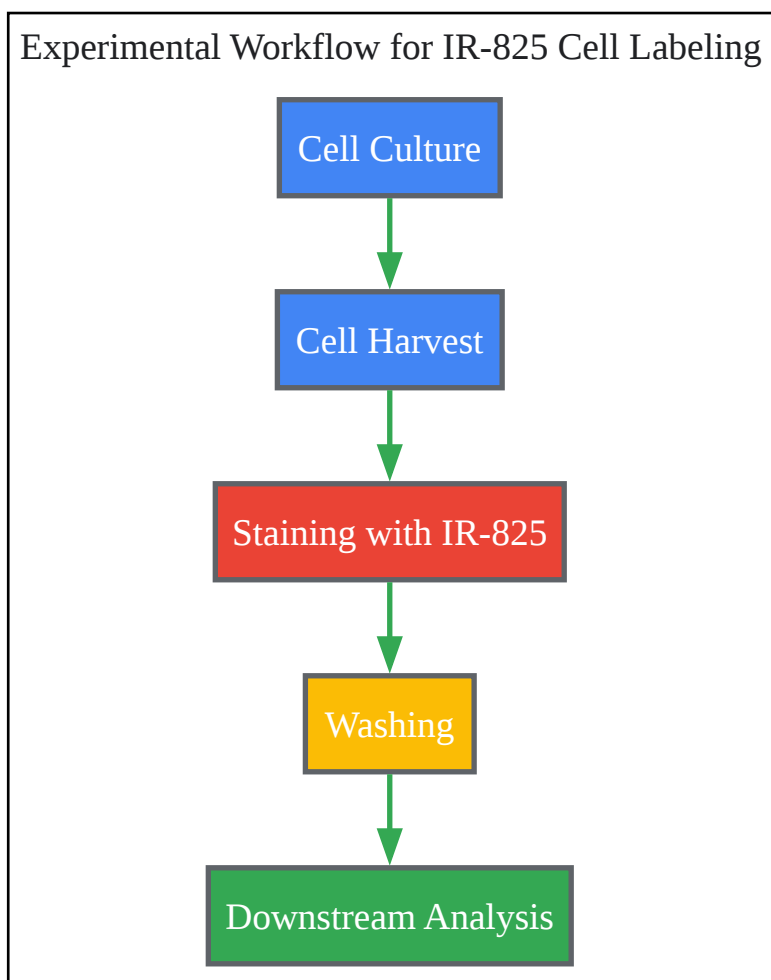 Experimental Workflow for IR-825 Cell Labeling
Cell Culture
Cell Harvest
Staining with IR-825
Washing
Downstream Analysis